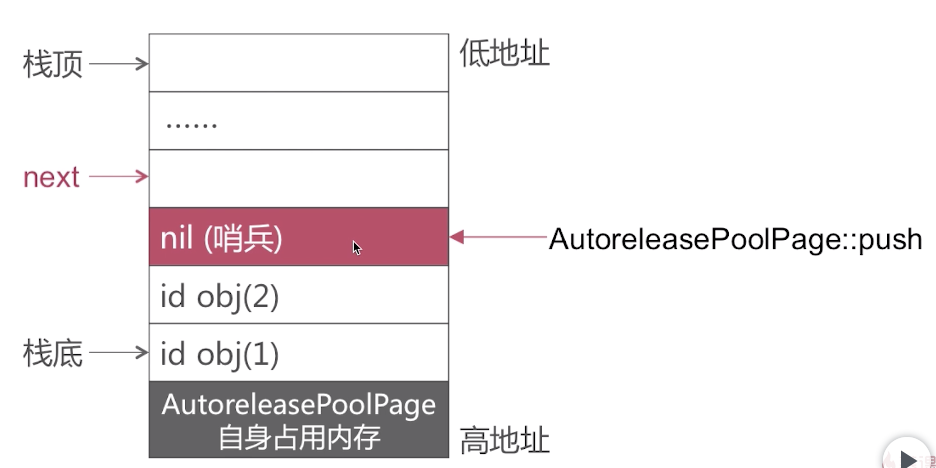 栈顶
低地址
......
next
nil (哨兵)
AutoreleasePoolPage::push
id obj(2)
栈底
id obj(1)
AutoreleasePoolPage
自身占用内存
高地址